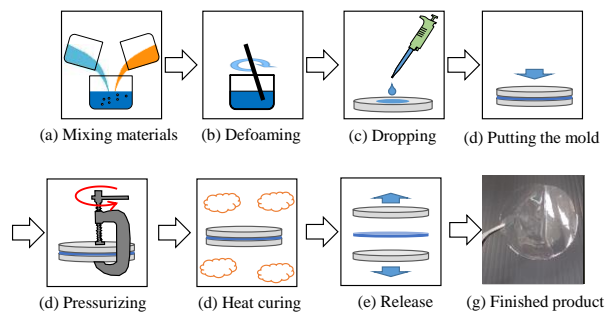 (a) Mixing materials
(b) Defoaming
(c) Dropping
(d) Putting the mold
(d) Pressurizing
(d) Heat curing
(e) Release
(g) Finished product